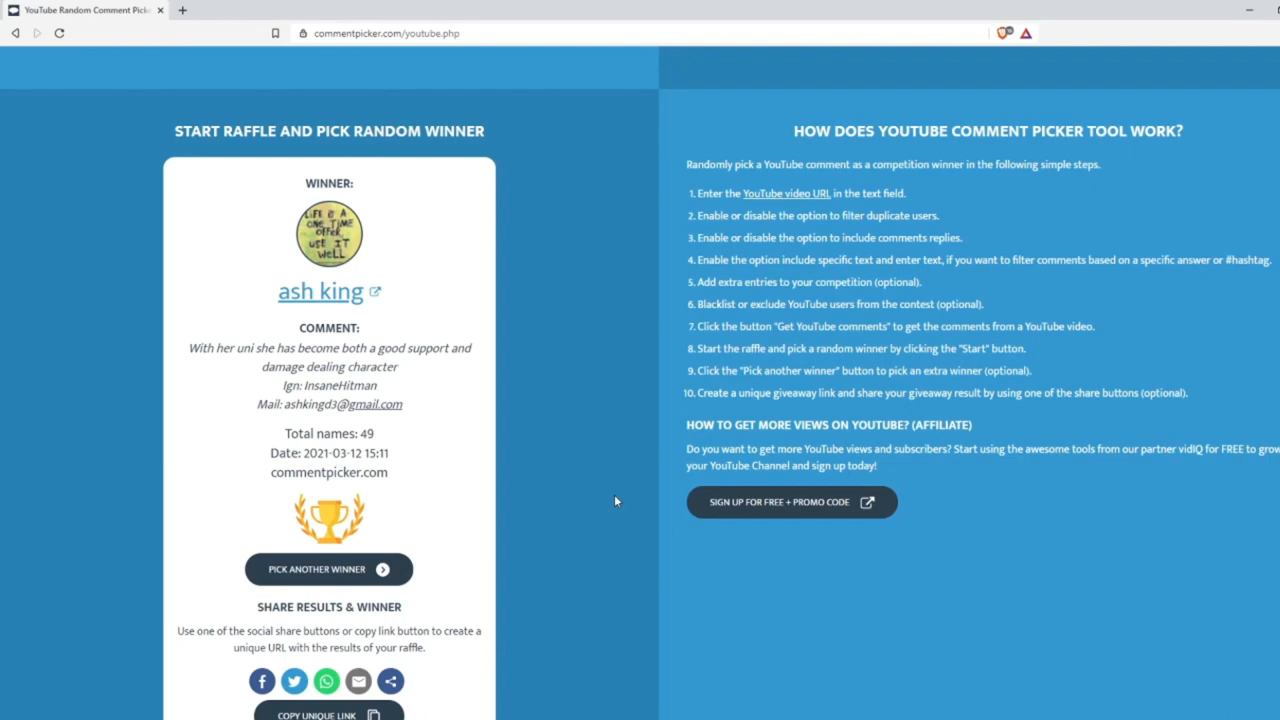 YouTube Random Comment Pick
commentpicker.com/youtube.php
START RAFFLE AND PICK RANDOM WINNER
WINNER:
LIFE IS A
ONE TIME
OFFER
USE IT
WELL
ash king
COMMENT:
With her uni she has become both a good support and
damage dealing character
Ign: InsaneHitman
Mail: ashkingd3@gmail.com
Total names: 49
Date: 2021-03-12 15:11
commentpicker.com
PICK ANOTHER WINNER
SHARE RESULTS & WINNER
Use one of the social share buttons or copy link button to create a
unique URL with the results of your raffle.
COPY UNIQUE LINK
HOW DOES YOUTUBE COMMENT PICKER TOOL WORK?
Randomly pick a YouTube comment as a competition winner in the following simple steps.
1. Enter the YouTube video URL in the text field.
2. Enable or disable the option to filter duplicate users.
3. Enable or disable the option to include comments replies.
4. Enable the option include specific text and enter text, if you want to filter comments based on a specific answer or #hashtag.
5. Add extra entries to your competition (optional).
6. Blacklist or exclude YouTube users from the contest (optional).
7. Click the button "Get YouTube comments" to get the comments from a YouTube video.
8. Start the raffle and pick a random winner by clicking the "Start" button.
9. Click the "Pick another winner" button to pick an extra winner (optional).
10. Create a unique giveaway link and share your giveaway result by using one of the share buttons (optional).
HOW TO GET MORE VIEWS ON YOUTUBE? (AFFILIATE)
Do you want to get more YouTube views and subscribers? Start using the awesome tools from our partner vidIQ for FREE to grow
your YouTube Channel and sign up today!
SIGN UP FOR FREE + PROMO CODE